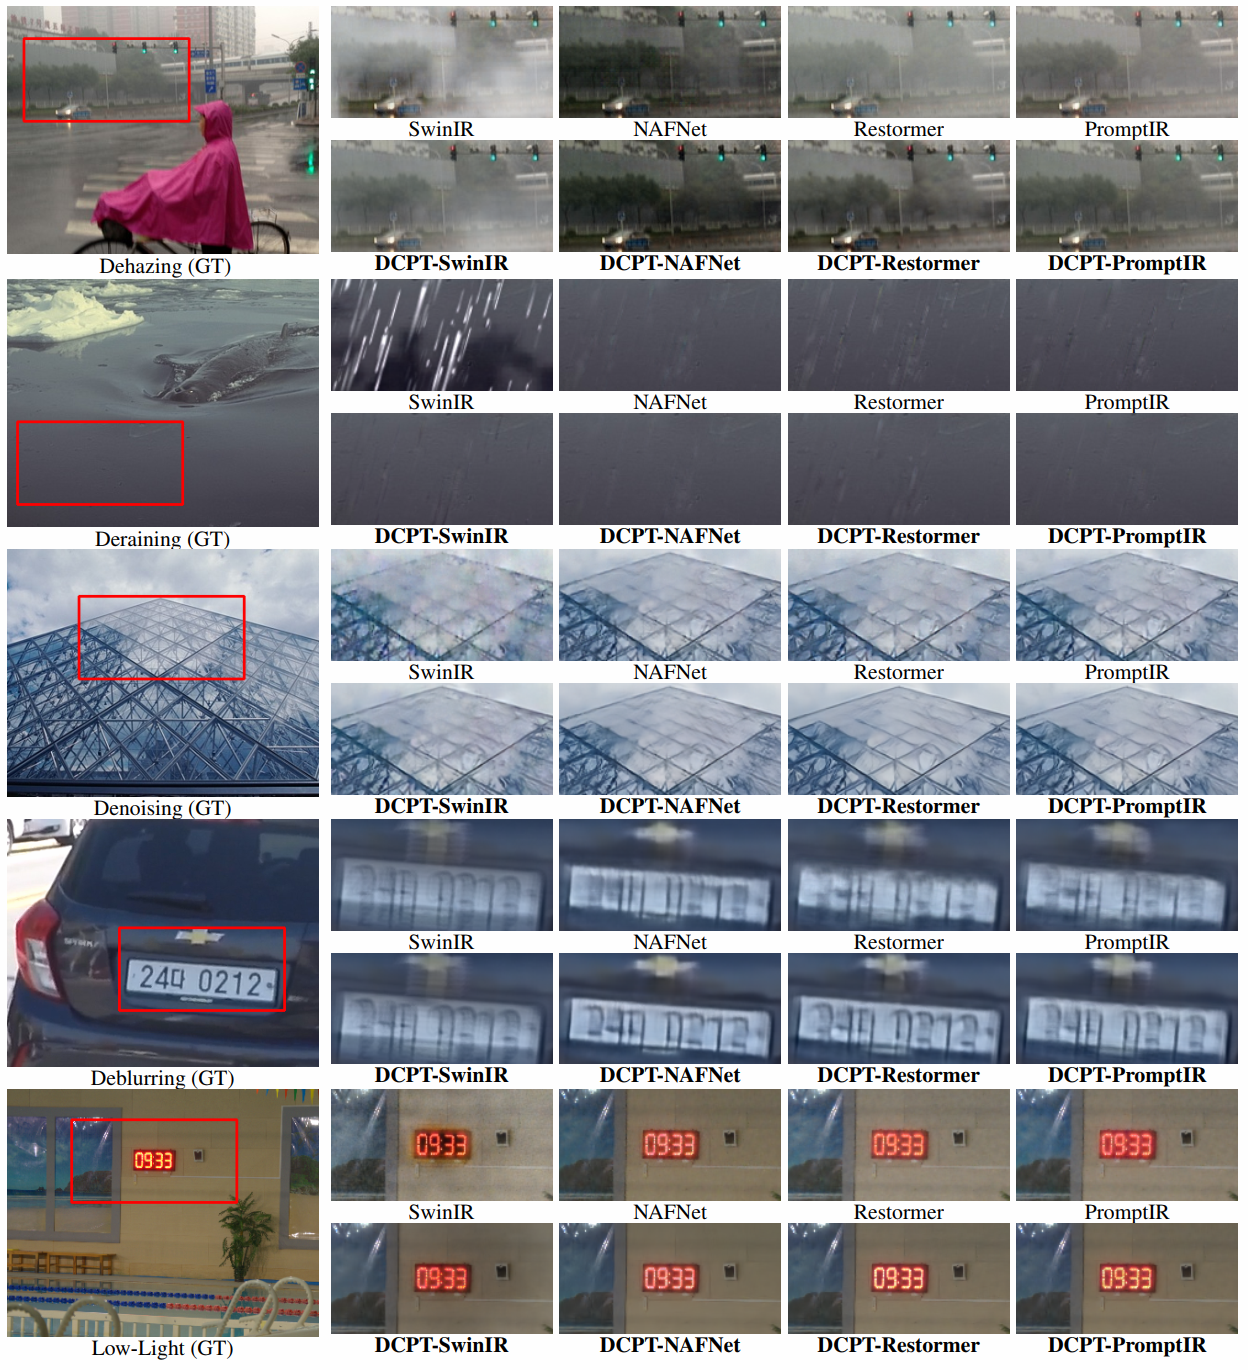 SwinIR NAFNet Restormer PromptIR
Dehazing (GT) DCPT-SwinIR DCPT-NAFNet DCPT-Restormer DCPT-PromptIR
SwinIR NAFNet Restormer PromptIR
Deraining (GT) DCPT-SwinIR DCPT-NAFNet DCPT-Restormer DCPT-PromptIR
SwinIR NAFNet Restormer PromptIR
Denoising (GT) DCPT-SwinIR DCPT-NAFNet DCPT-Restormer DCPT-PromptIR
24마 0212
SwinIR NAFNet Restormer PromptIR
Deblurring (GT) DCPT-SwinIR DCPT-NAFNet DCPT-Restormer DCPT-PromptIR
09:33 09:33 09:33 09:33 09:33
SwinIR NAFNet Restormer PromptIR
09:33 09:33 09:33 09:33
Low-Light (GT) DCPT-SwinIR DCPT-NAFNet DCPT-Restormer DCPT-PromptIR